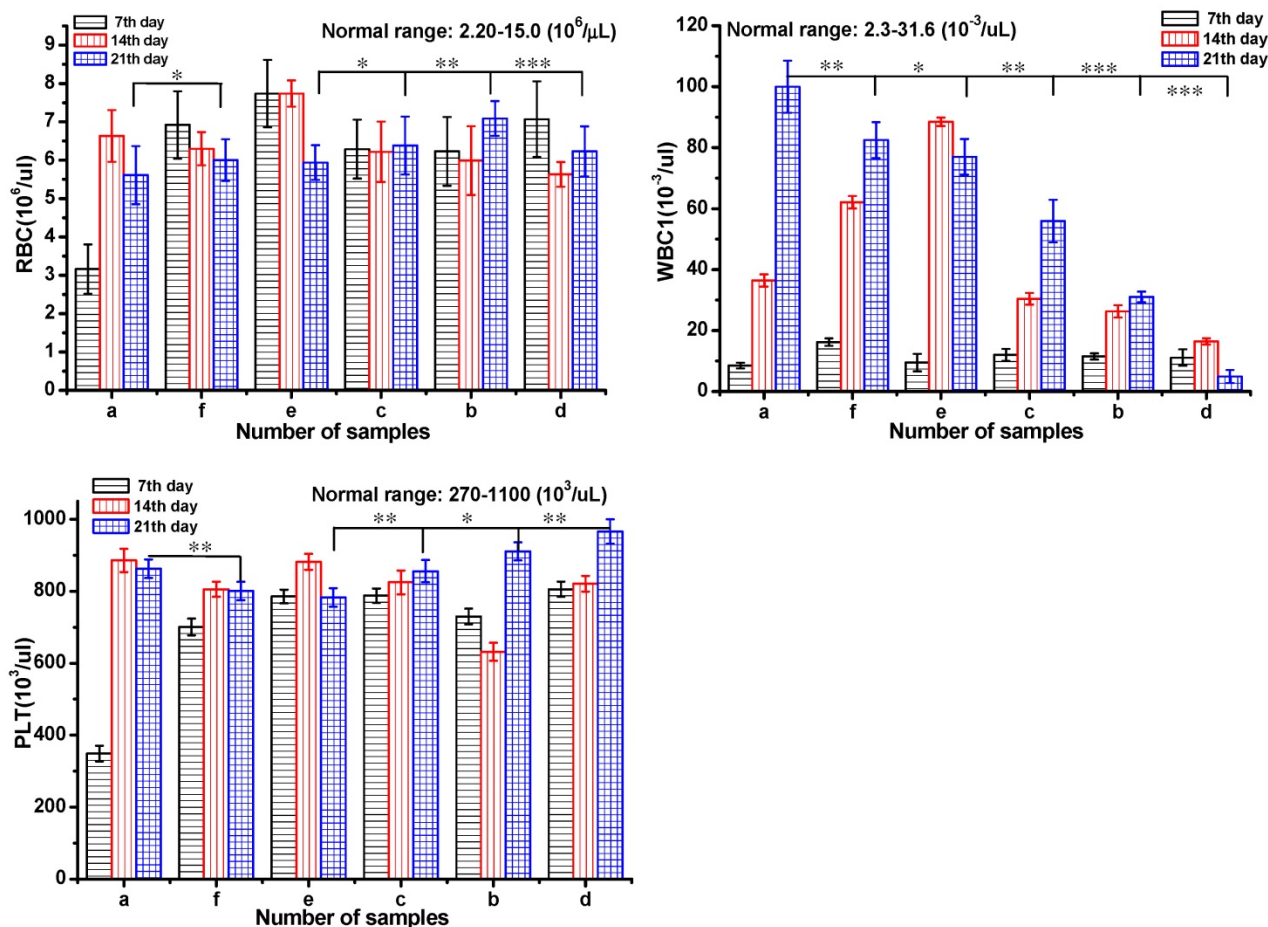 7th day
14th day
21th day
Normal range: 2.20-15.0 (10⁶/μL)
* * ** ***
RBC(10⁶/ul)
9
8
7
6
5
4
3
2
1
0
a f e c b d
Number of samples
Normal range: 2.3-31.6 (10⁻³/uL)
7th day
14th day
21th day
** * ** *** ***
WBC1(10⁻³/ul)
100
80
60
40
20
0
a f e c b d
Number of samples
7th day
14th day
21th day
Normal range: 270-1100 (10³/uL)
** ** * **
PLT(10³/ul)
1000
800
600
400
200
0
a f e c b d
Number of samples